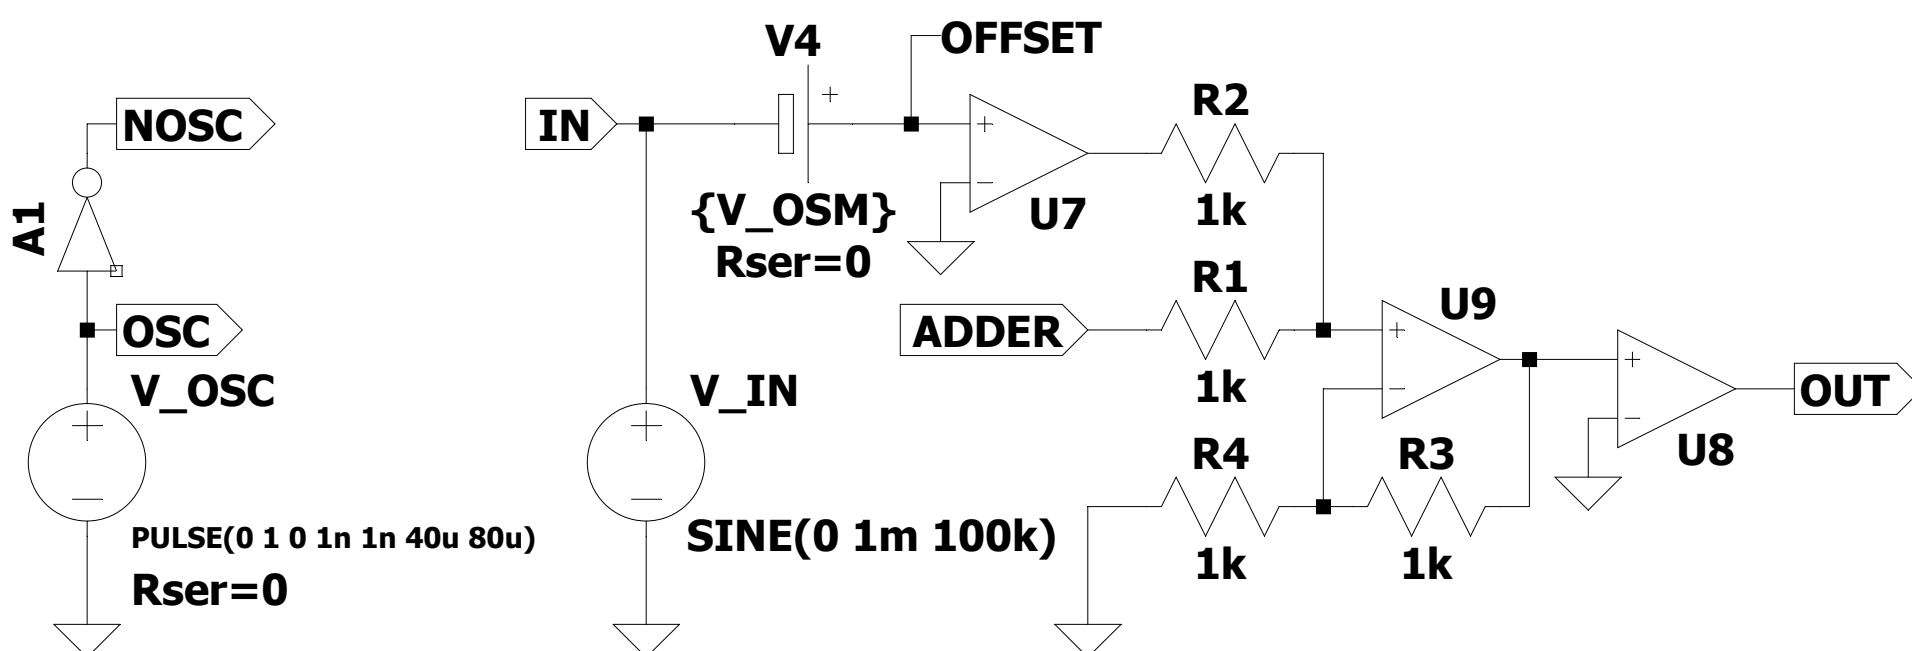 V4
OFFSET
NOSC
IN
+
+
−
R2
1k
U7
A1
{V_OSM}
Rser=0
OSC
ADDER
R1
1k
U9
+
−
V_OSC
V_IN
+
−
+
−
+
−
OUT
U8
R4
R3
1k
1k
PULSE(0 1 0 1n 1n 40u 80u)
Rser=0
SINE(0 1m 100k)